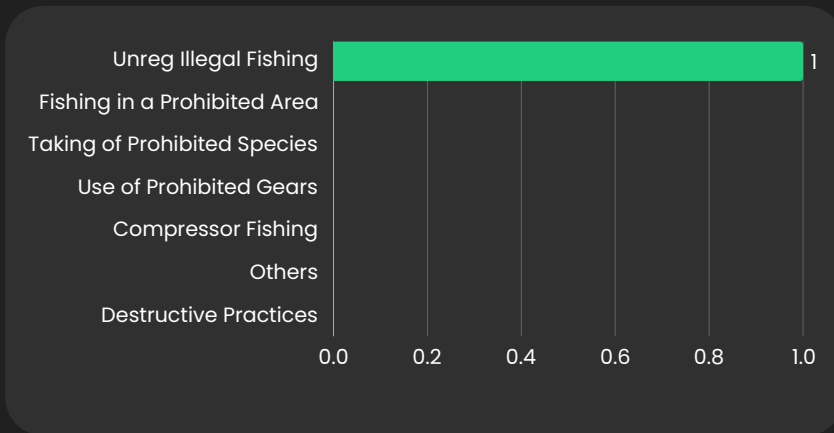 Unreg Illegal Fishing
1
Fishing in a Prohibited Area
Taking of Prohibited Species
Use of Prohibited Gears
Compressor Fishing
Others
Destructive Practices
0.0 0.2 0.4 0.6 0.8 1.0